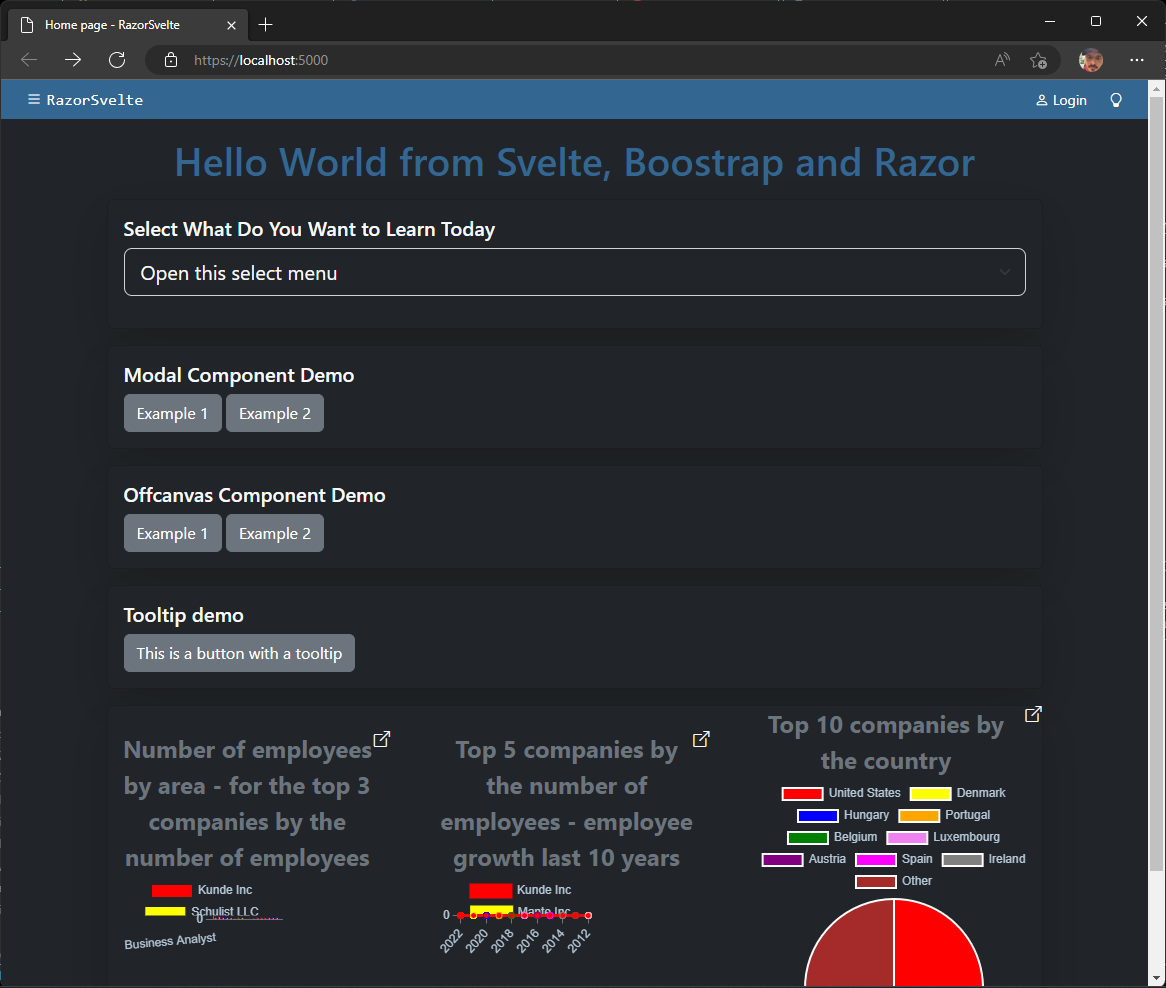 Home page - RazorSvelte
https://localhost:5000
RazorSvelte
Login
Hello World from Svelte, Boostrap and Razor
Select What Do You Want to Learn Today
Open this select menu
Modal Component Demo
Example 1 Example 2
Offcanvas Component Demo
Example 1 Example 2
Tooltip demo
This is a button with a tooltip
Number of employees
by area - for the top 3
companies by the
number of employees
Kunde Inc
Schulist LLC
0
Business Analyst
Top 5 companies by
the number of
employees - employee
growth last 10 years
Kunde Inc
Mante Inc
0
2022 2020 2018 2016 2014 2012
Top 10 companies by
the country
United States Denmark
Hungary Portugal
Belgium Luxembourg
Austria Spain Ireland
Other